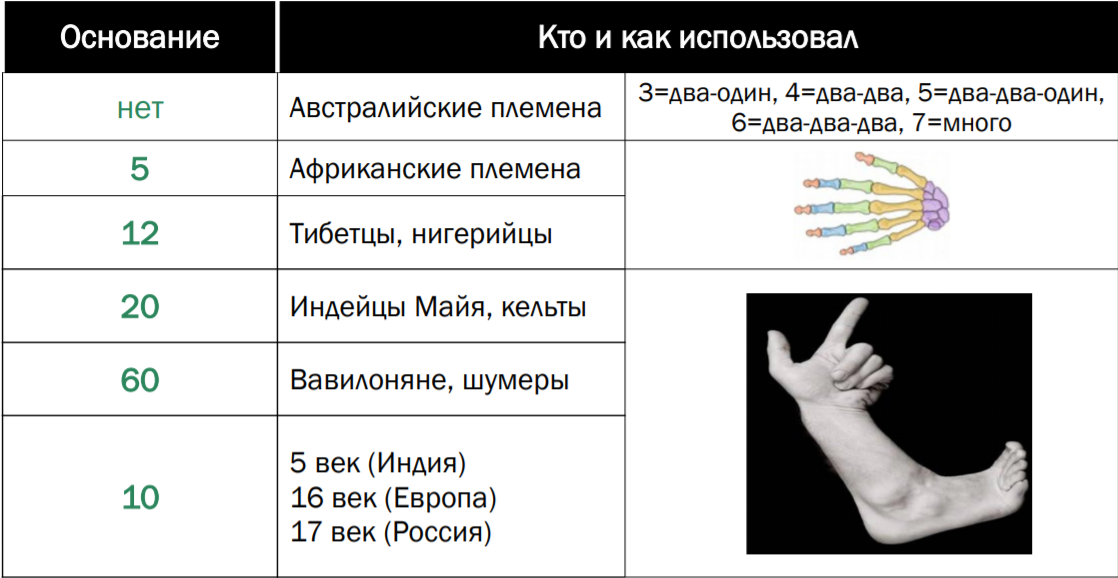 Основание
Кто и как использовал
нет
Австралийские племена
3=два-один, 4=два-два, 5=два-два-один,
6=два-два-два, 7=много
5
Африканские племена
12
Тибетцы, нигерийцы
20
Индейцы Майя, кельты
60
Вавилоняне, шумеры
10
5 век (Индия)
16 век (Европа)
17 век (Россия)